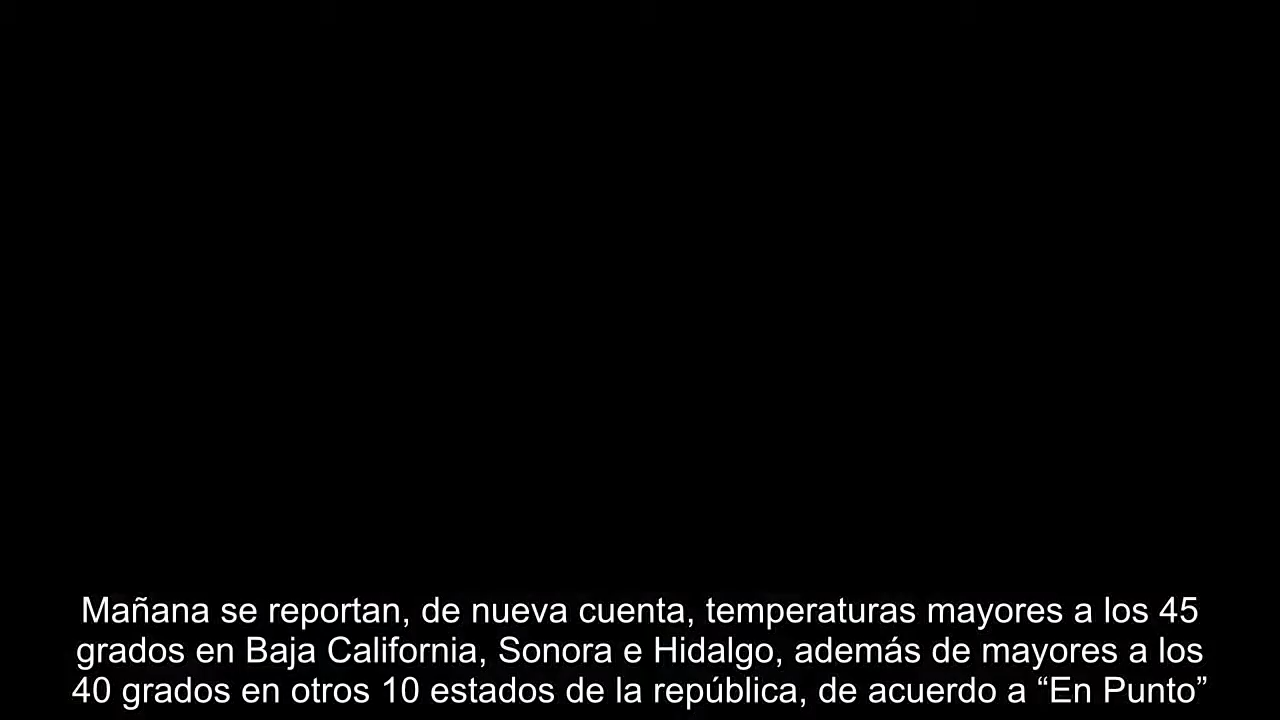 Mañana se reportan, de nueva cuenta, temperaturas mayores a los 45
grados en Baja California, Sonora e Hidalgo, además de mayores a los
40 grados en otros 10 estados de la república, de acuerdo a “En Punto”